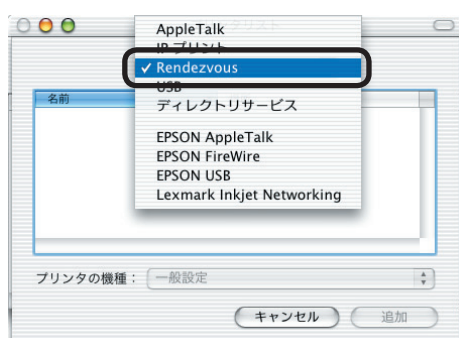 AppleTalk
IP プリント
✓ Rendezvous
USB
ディレクトリサービス
EPSON AppleTalk
EPSON FireWire
EPSON USB
Lexmark Inkjet Networking
名前
プリンタの機種： 一般設定
キャンセル 追加